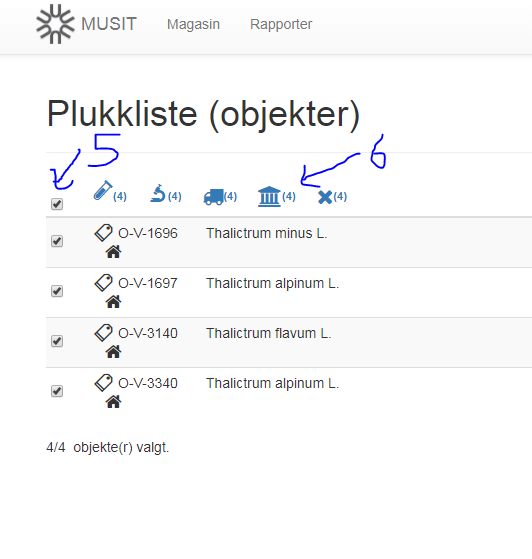 MUSIT Magasin Rapporter
Plukkliste (objekter)
5
6
(4) (4) (4) (4) (4)
O-V-1696 Thalictrum minus L.
O-V-1697 Thalictrum alpinum L.
O-V-3140 Thalictrum flavum L.
O-V-3340 Thalictrum alpinum L.
4/4 objekte(r) valgt.